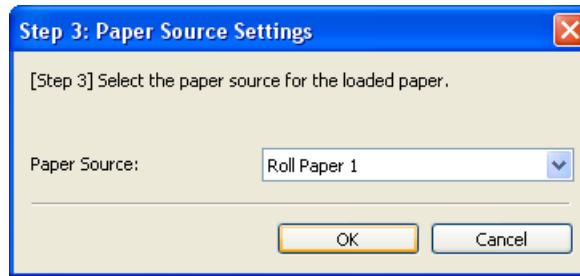 Step 3: Paper Source Settings
[Step 3] Select the paper source for the loaded paper.
Paper Source: Roll Paper 1
OK Cancel